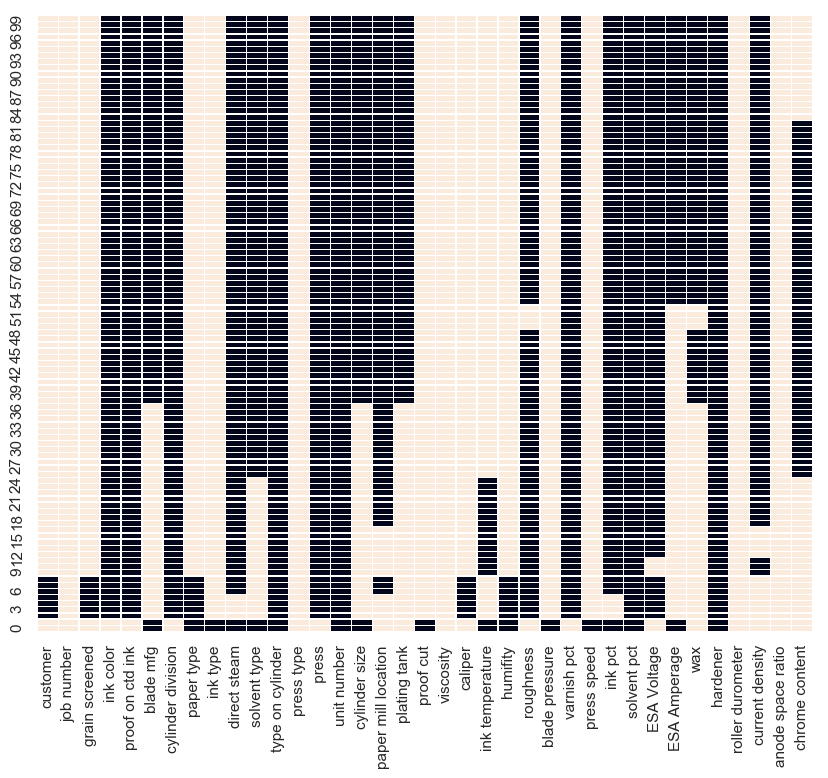 99
96
93
90
87
84
81
78
75
72
69
66
63
60
57
54
51
48
45
42
39
36
33
30
27
24
21
18
15
12
9
6
3
0
customer
job number
grain screened
ink color
proof on ctd ink
blade mfg
cylinder division
paper type
ink type
direct steam
solvent type
type on cylinder
press type
press
unit number
cylinder size
paper mill location
plating tank
proof cut
viscosity
caliper
ink temperature
humifity
roughness
blade pressure
varnish pct
press speed
ink pct
solvent pct
ESA Voltage
ESA Amperage
wax
hardener
roller durometer
current density
anode space ratio
chrome content